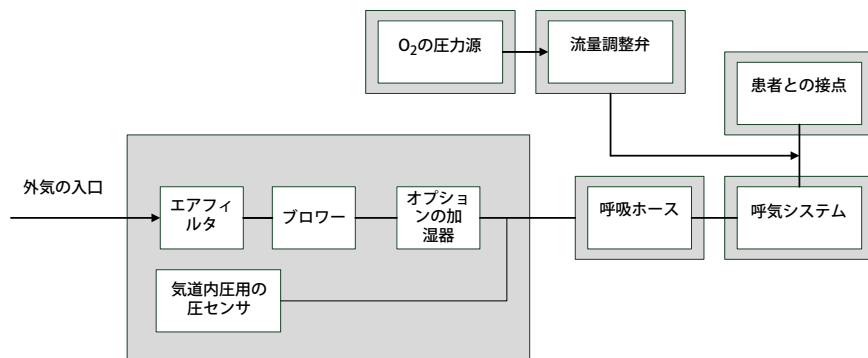 O₂の圧力源
流量調整弁
患者との接点
外気の入口
エアフィ
ルタ
ブロワー
オプション
の加
湿器
呼吸ホース
呼気システム
気道内圧用の
圧センサ